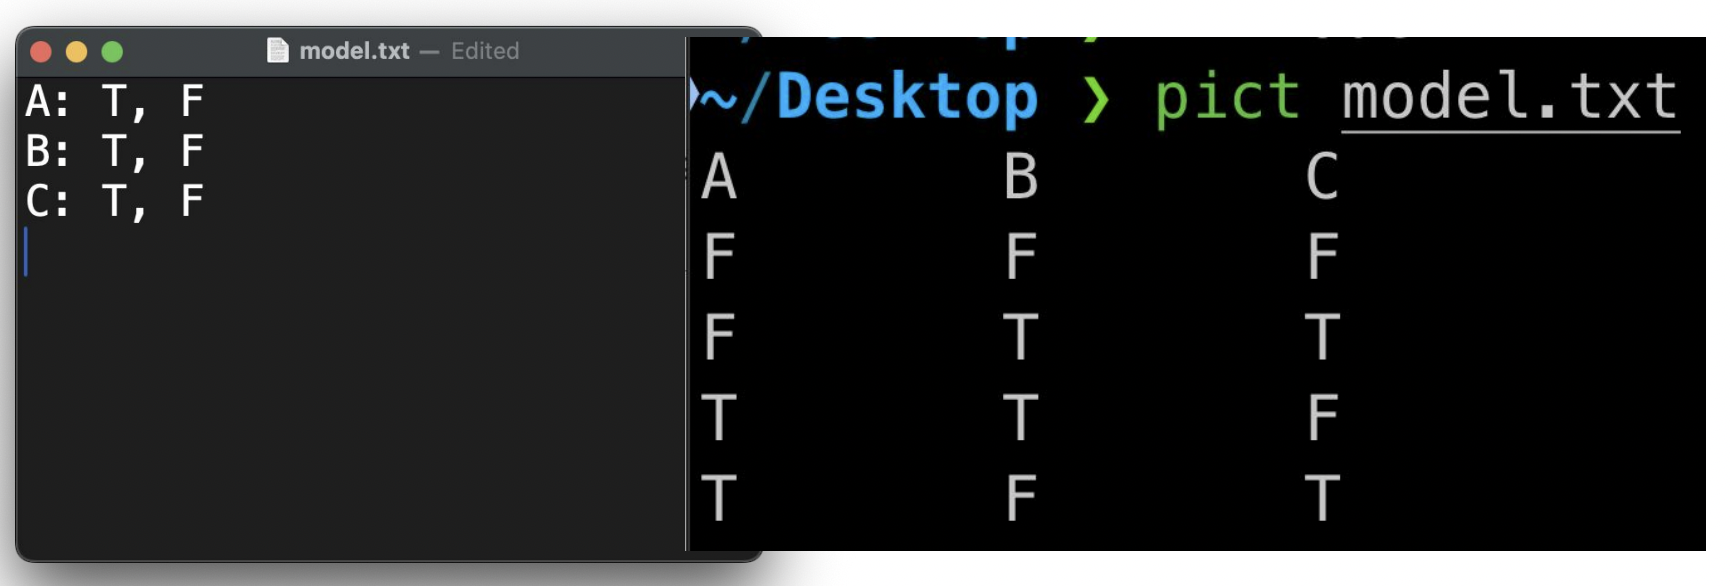 model.txt — Edited
A: T, F
B: T, F
C: T, F
~/Desktop ❯ pict model.txt
A B C
F F F
F T T
T T F
T F T